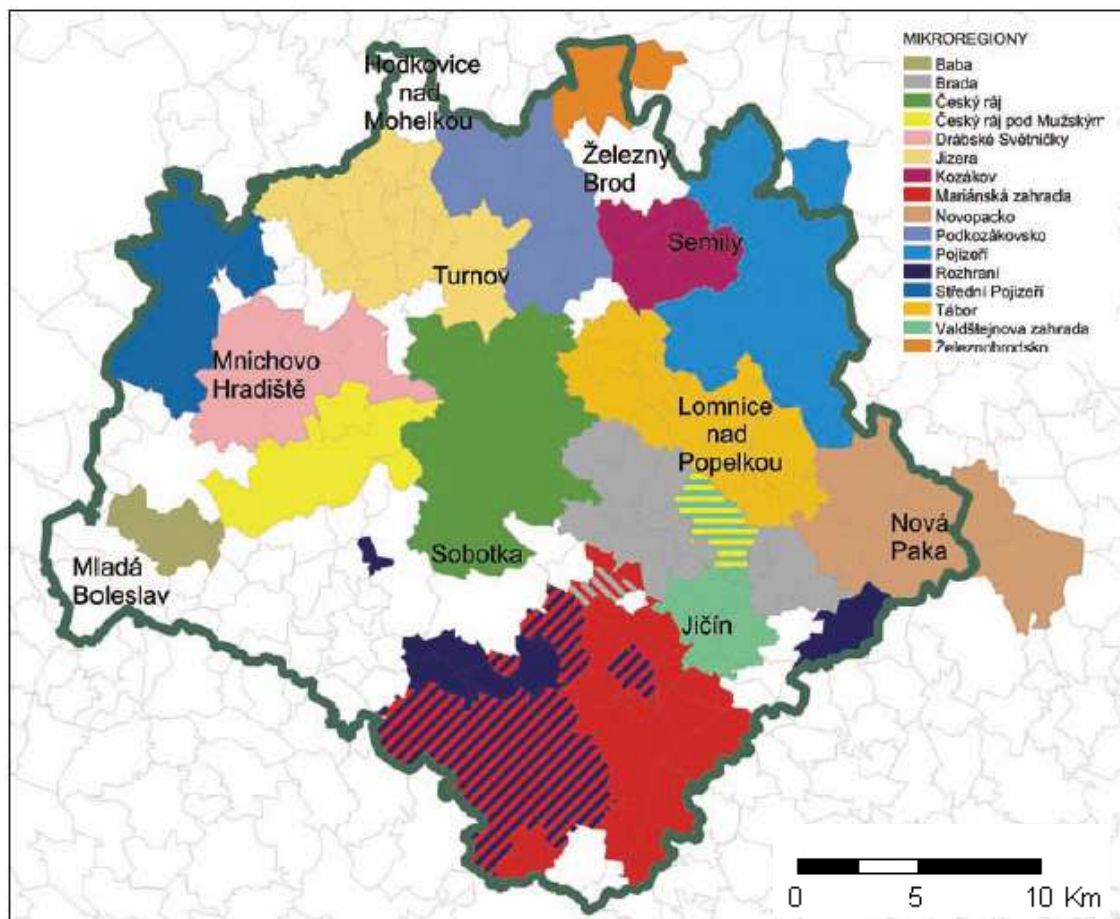 Hodkovice
nad
Mohelkou
Železný
Brod
Semily
Turnov
Mnichovo
Hradiště
Lomnice
nad
Popelkou
Nová
Paka
Sobotka
Mladá
Boleslav
Jičín
MIKROREGIONY
Baba
Brada
Český ráj
Český ráj pod Mužským
Drábské Světničky
Jizera
Kozákov
Mariánská zahrada
Novopacko
Podkozákovsko
Pojizeří
Rozhraní
Střední Pojizeří
Tábor
Valdštejnova zahrada
Železnobrodsko
0 5 10 Km